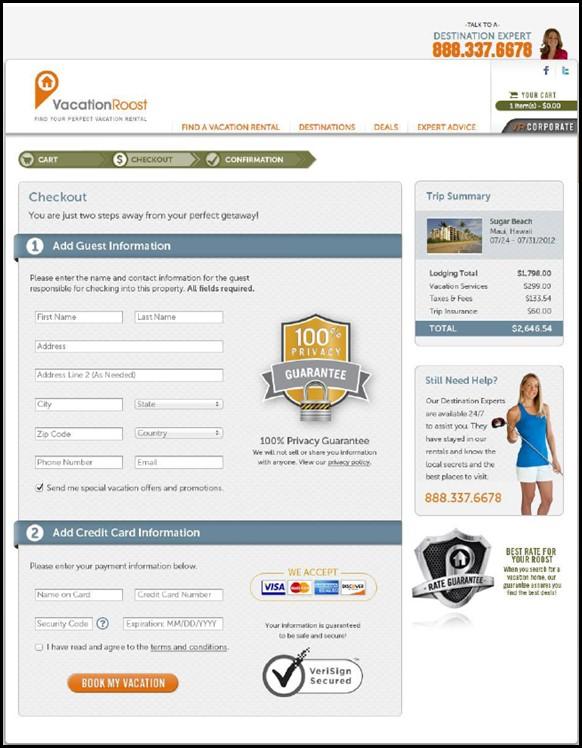 -TALK TO A-
DESTINATION EXPERT
888.337.6678
VacationRoost
FIND YOUR PERFECT VACATION RENTAL
YOUR CART
1 item(s) - $0.00
FIND A VACATION RENTAL
DESTINATIONS
DEALS
EXPERT ADVICE
VR CORPORATE
CART
$ CHECKOUT
CONFIRMATION
Checkout
You are just two steps away from your perfect getaway!
1 Add Guest Information
Please enter the name and contact information for the guest
responsible for checking into this property. All fields required.
First Name
Last Name
Address
Address Line 2 (As Needed)
City
State
Zip Code
Country
Phone Number
Email
Send me special vacation offers and promotions.
100%
PRIVACY
GUARANTEE
100% Privacy Guarantee
We will not sell or share you information
with anyone. View our privacy policy.
2 Add Credit Card Information
Please enter your payment information below.
Name on Card
Credit Card Number
Security Code
?
Expiration: MM/DD/YYYY
I have read and agree to the terms and conditions.
BOOK MY VACATION
WE ACCEPT
VISA
DISCOVER
Your information is guaranteed
to be safe and secure!
VeriSign
Secured
Trip Summary
Sugar Beach
Maui, Hawaii
07/24 - 07/31/2012
Lodging Total $1,798.00
Vacation Services $299.00
Taxes & Fees $133.54
Trip Insurance $60.00
TOTAL $2,646.54
Still Need Help?
Our Destination Experts
are available 24/7
to assist you. They
have stayed in our
rentals and know the
local secrets and the
best places to visit.
888.337.6678
RATE GUARANTEE
BEST RATE FOR
YOUR ROOST
When you search for a
vacation home, our
guarantee assures you
find the best deals!